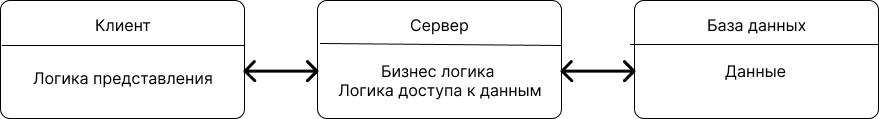 Клиент
Логика представления
Сервер
Бизнес логика
Логика доступа к данным
База данных
Данные